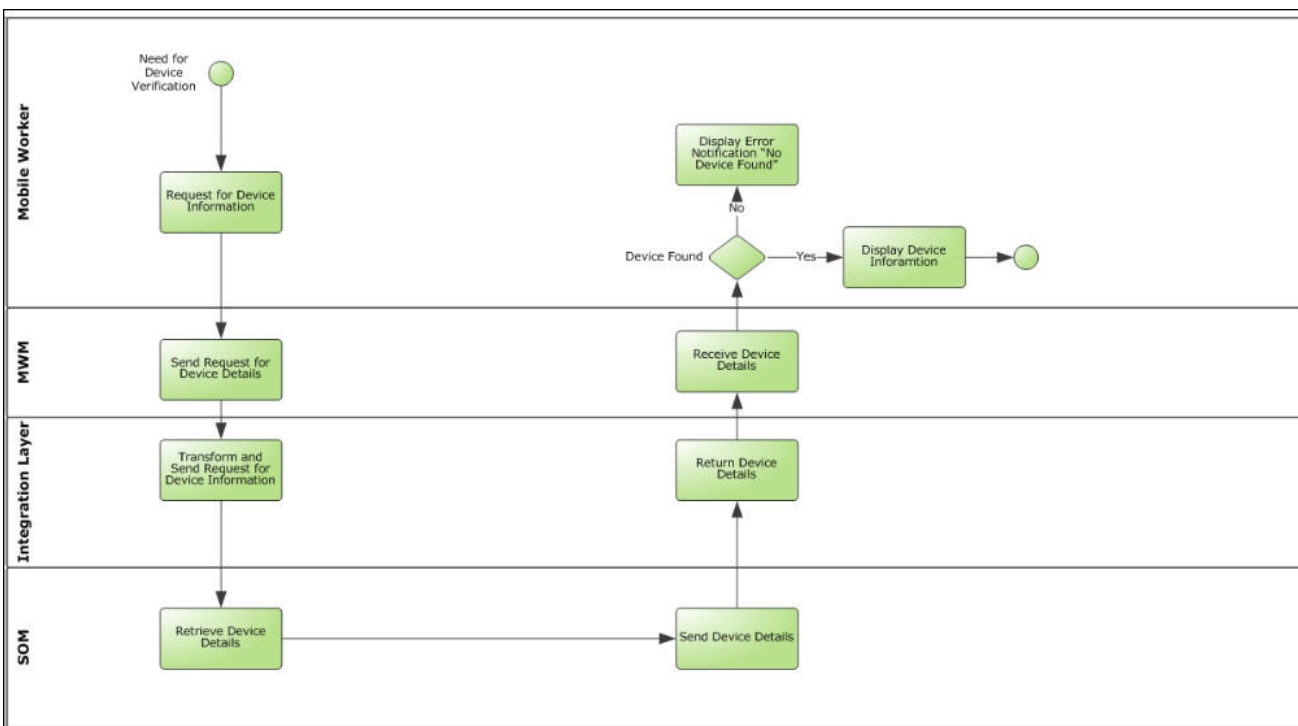 Mobile Worker
Need for
Device
Verification
Request for Device
Information
Display Error
Notification "No
Device Found"
No
Device Found
Yes
Display Device
Inforamtion
MWM
Send Request for
Device Details
Receive Device
Details
Integration Layer
Transform and
Send Request for
Device Information
Return Device
Details
SOM
Retrieve Device
Details
Send Device Details